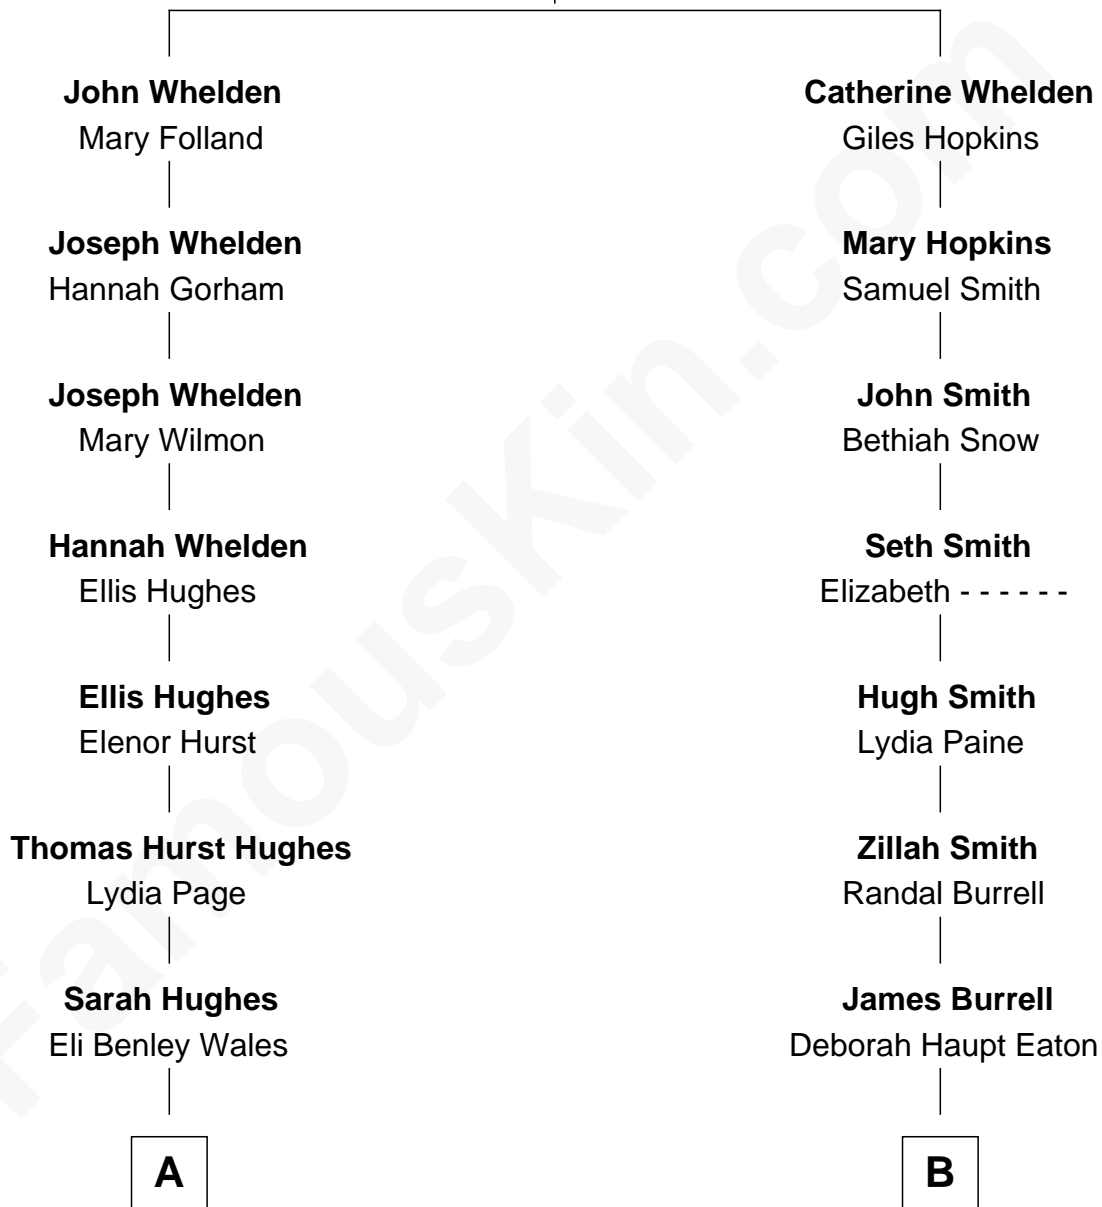 John Whelden
Mary Folland
Joseph Whelden
Hannah Gorham
Joseph Whelden
Mary Wilmon
Hannah Whelden
Ellis Hughes
Ellis Hughes
Elenor Hurst
Thomas Hurst Hughes
Lydia Page
Sarah Hughes
Eli Benley Wales
A
Catherine Whelden
Giles Hopkins
Mary Hopkins
Samuel Smith
John Smith
Bethiah Snow
Seth Smith
Elizabeth - - - - - -
Hugh Smith
Lydia Paine
Zillah Smith
Randal Burrell
James Burrell
Deborah Haupt Eaton
B
FamousKin.com